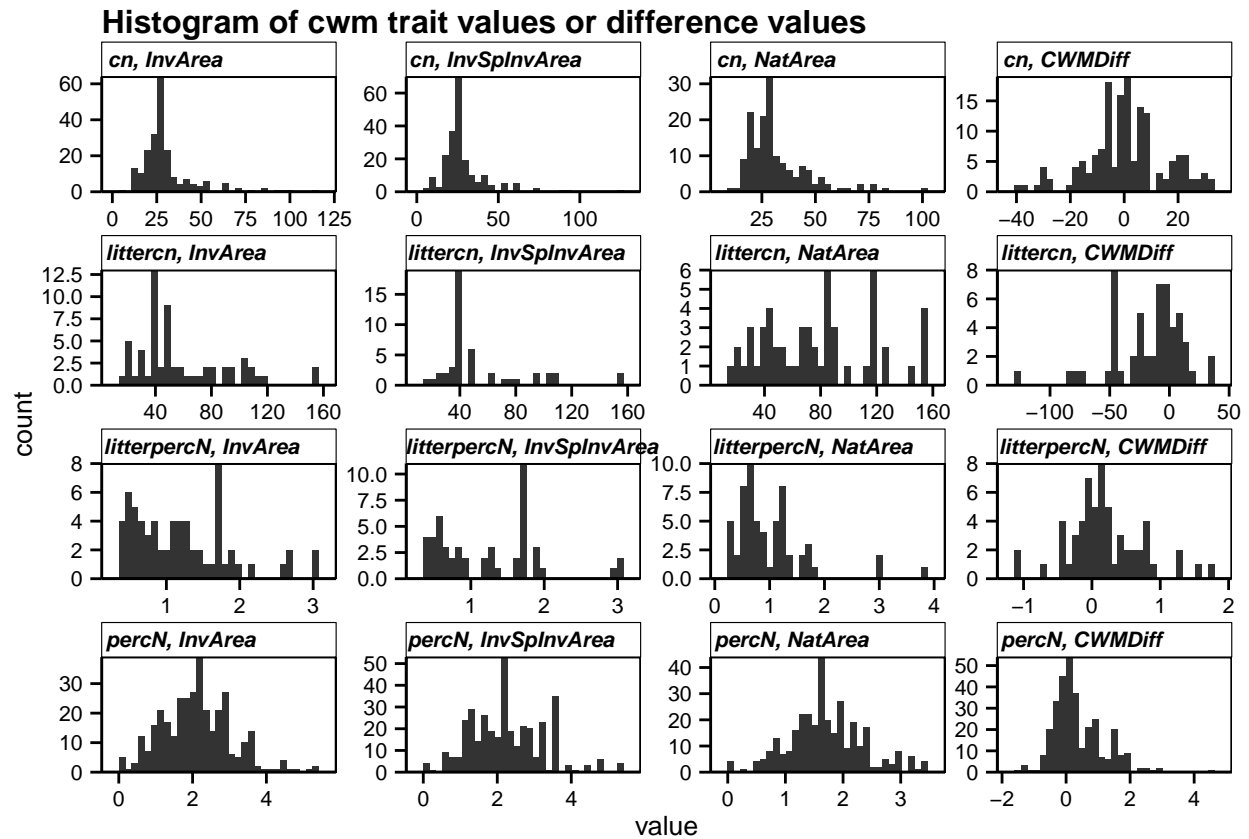 Histogram of cwm trait values or difference values
cn, InvArea
cn, InvSpInvArea
cn, NatArea
cn, CWMDiff
60
40
20
0
0 25 50 75 100 125
60
40
20
0
0 50 100
30
20
10
0
25 50 75 100
15
10
5
0
−40 −20 0 20
littercn, InvArea
littercn, InvSpInvArea
littercn, NatArea
littercn, CWMDiff
12.5
10.0
7.5
5.0
2.5
0.0
40 80 120 160
15
10
5
0
40 80 120 160
6
5
4
3
2
1
0
40 80 120 160
8
6
4
2
0
−100 −50 0 50
litterpercN, InvArea
litterpercN, InvSpInvArea
litterpercN, NatArea
litterpercN, CWMDiff
8
6
4
2
0
1 2 3
10.0
7.5
5.0
2.5
0.0
1 2 3
10.0
7.5
5.0
2.5
0.0
0 1 2 3 4
8
6
4
2
0
−1 0 1 2
percN, InvArea
percN, InvSpInvArea
percN, NatArea
percN, CWMDiff
30
20
10
0
0 2 4
50
40
30
20
10
0
0 2 4
40
30
20
10
0
0 1 2 3
50
40
30
20
10
0
−2 0 2 4
count
value